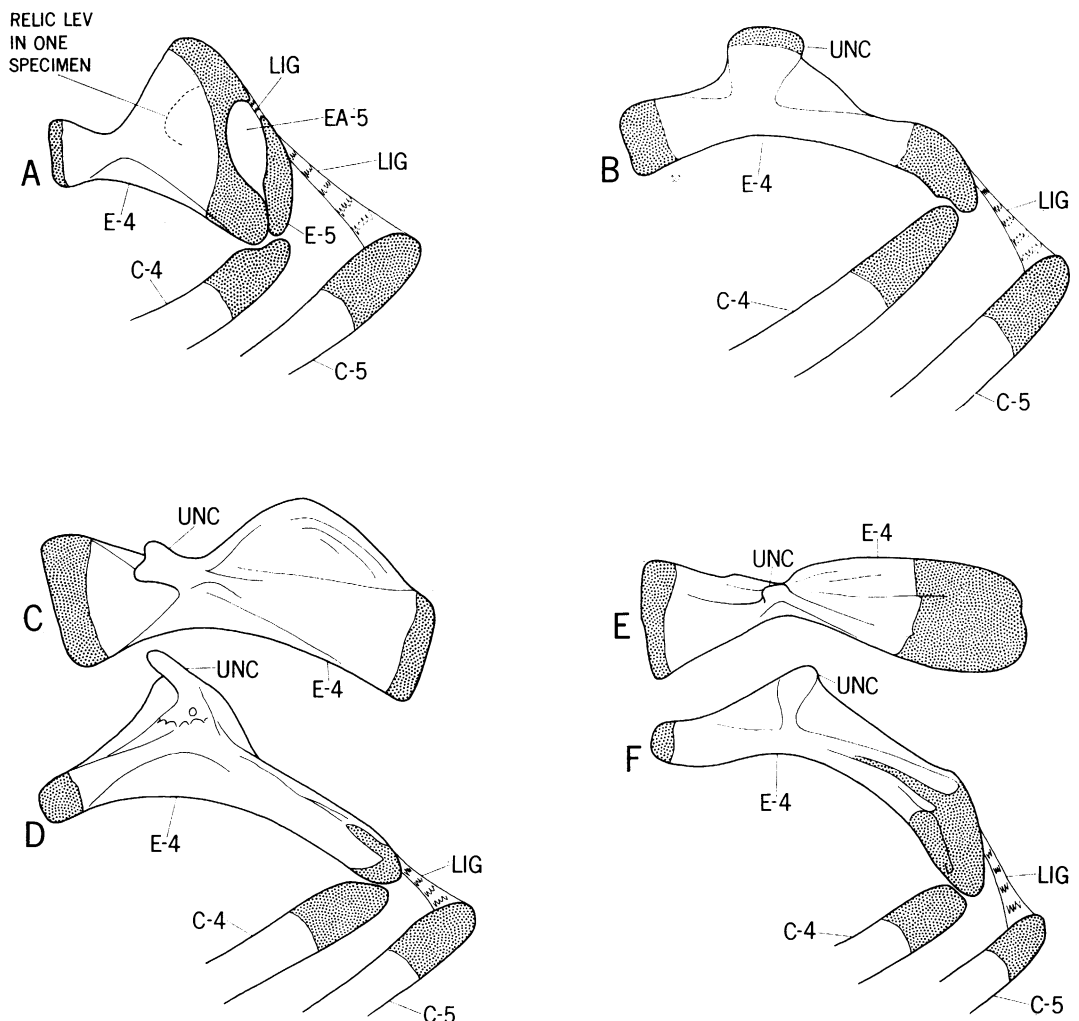 RELIC LEV
IN ONE
SPECIMEN
LIG
EA-5
LIG
A
E-4
E-5
C-4
C-5
UNC
B
E-4
LIG
C-4
C-5
UNC
C
E-4
UNC
D
E-4
LIG
C-4
C-5
E-4
UNC
E
UNC
F
E-4
LIG
C-4
C-5